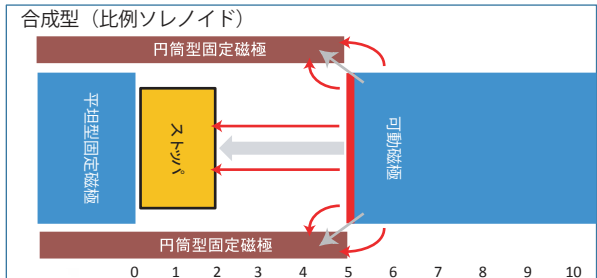 合成型（比例ソレノイド）
円筒型固定磁極
平坦型固定磁極
ストッパ
可動磁極
円筒型固定磁極
0 1 2 3 4 5 6 7 8 9 10